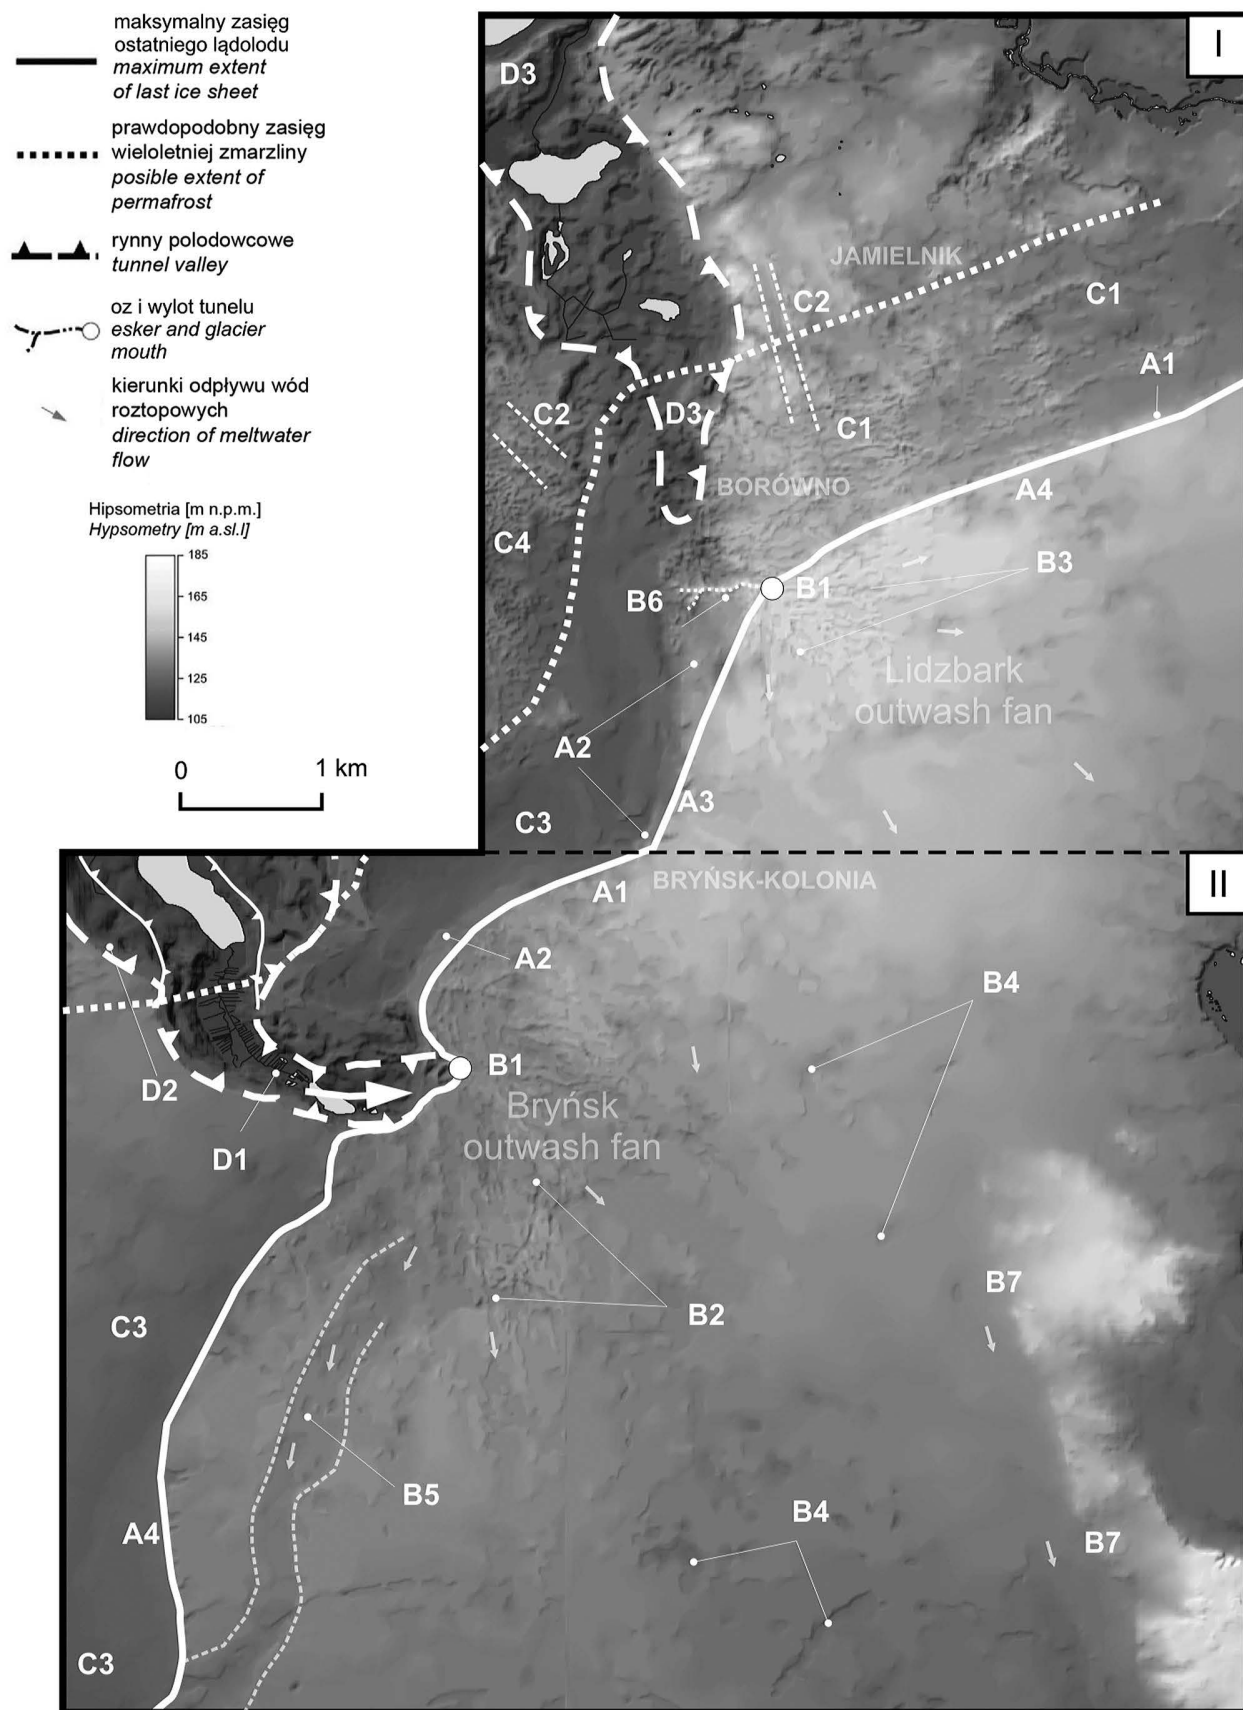 maksymalny zasięg
ostatniego lądolodu
maximum extent
of last ice sheet
prawdopodobny zasięg
wieloletniej zmarzliny
posible extent of
permafrost
rynny polodowcowe
tunnel valley
oz i wylot tunelu
esker and glacier
mouth
kierunki odpływu wód
roztopowych
direction of meltwater
flow
Hipsometria [m n.p.m.]
Hypsometry [m a.sl.l]
185
165
145
125
105
0 1 km
I
D3
JAMIELNIK
C2
C1
A1
C2
D3
C1
BORÓWNO
A4
C4
B3
B6
B1
Lidzbark
outwash fan
A2
A3
C3
II
A1
BRYŃSK-KOLONIA
A2
B4
B1
D2
Bryńsk
outwash fan
D1
B7
B2
C3
B5
B4
A4
B7
C3